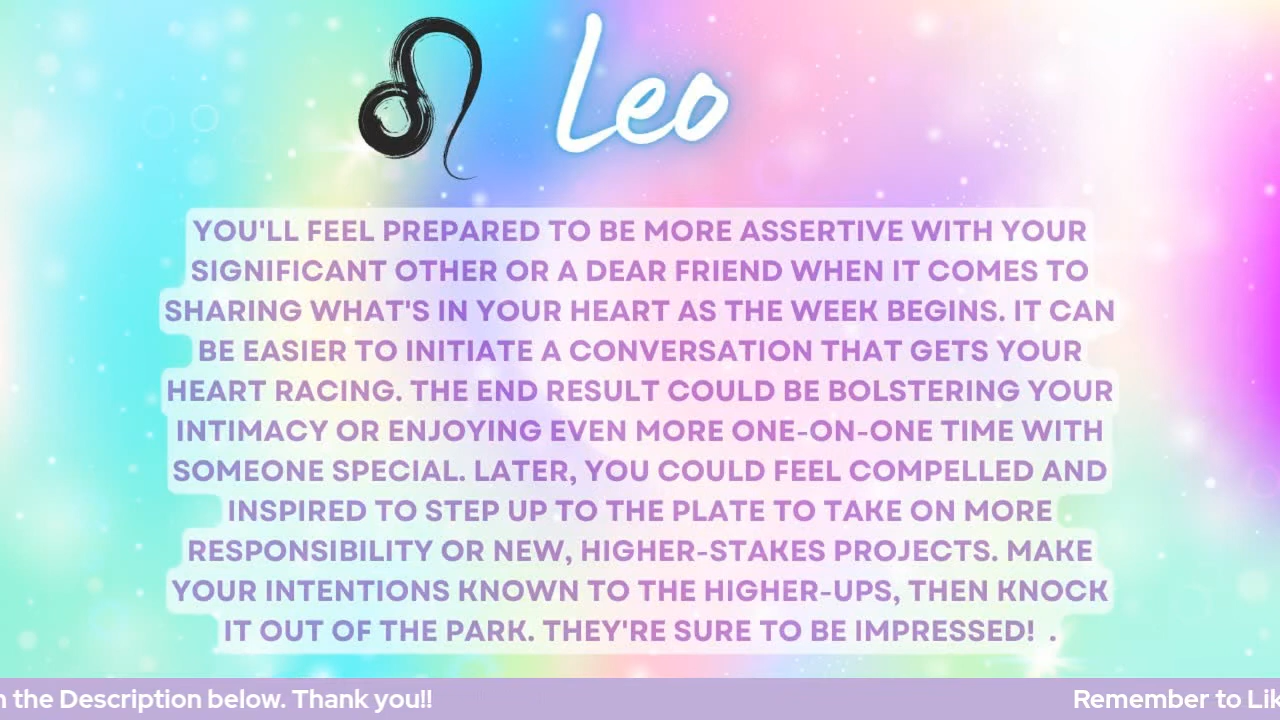 Leo
YOU'LL FEEL PREPARED TO BE MORE ASSERTIVE WITH YOUR
SIGNIFICANT OTHER OR A DEAR FRIEND WHEN IT COMES TO
SHARING WHAT'S IN YOUR HEART AS THE WEEK BEGINS. IT CAN
BE EASIER TO INITIATE A CONVERSATION THAT GETS YOUR
HEART RACING. THE END RESULT COULD BE BOLSTERING YOUR
INTIMACY OR ENJOYING EVEN MORE ONE-ON-ONE TIME WITH
SOMEONE SPECIAL. LATER, YOU COULD FEEL COMPELLED AND
INSPIRED TO STEP UP TO THE PLATE TO TAKE ON MORE
RESPONSIBILITY OR NEW, HIGHER-STAKES PROJECTS. MAKE
YOUR INTENTIONS KNOWN TO THE HIGHER-UPS, THEN KNOCK
IT OUT OF THE PARK. THEY'RE SURE TO BE IMPRESSED! .
the Description below. Thank you!! Remember to